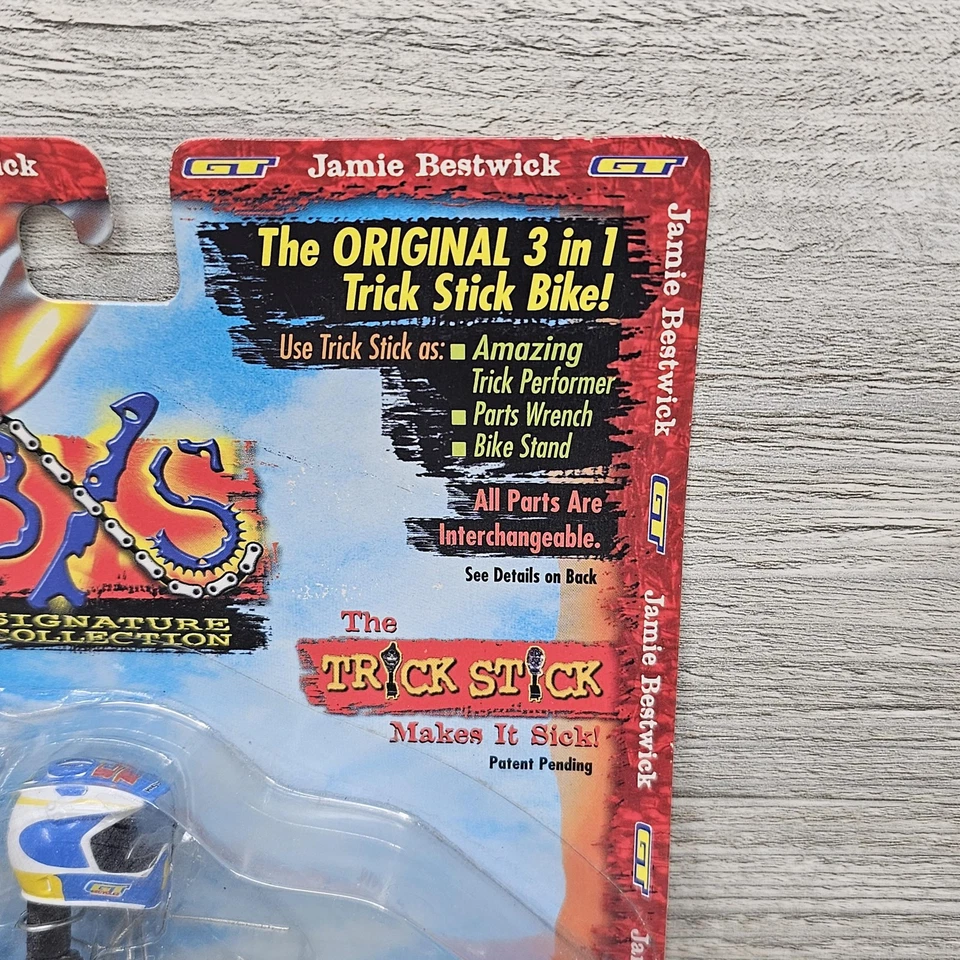 ick
GT Jamie Bestwick GT
The ORIGINAL 3 in 1
Trick Stick Bike!
Use Trick Stick as: ■ Amazing
Trick Performer
■ Parts Wrench
■ Bike Stand
All Parts Are
Interchangeable.
See Details on Back
SIGNATURE
COLLECTION
The
TRICK STICK
Makes It Sick!
Patent Pending
GT
Jamie Bestwick
GT
Jamie Bestwick
GT
Ja